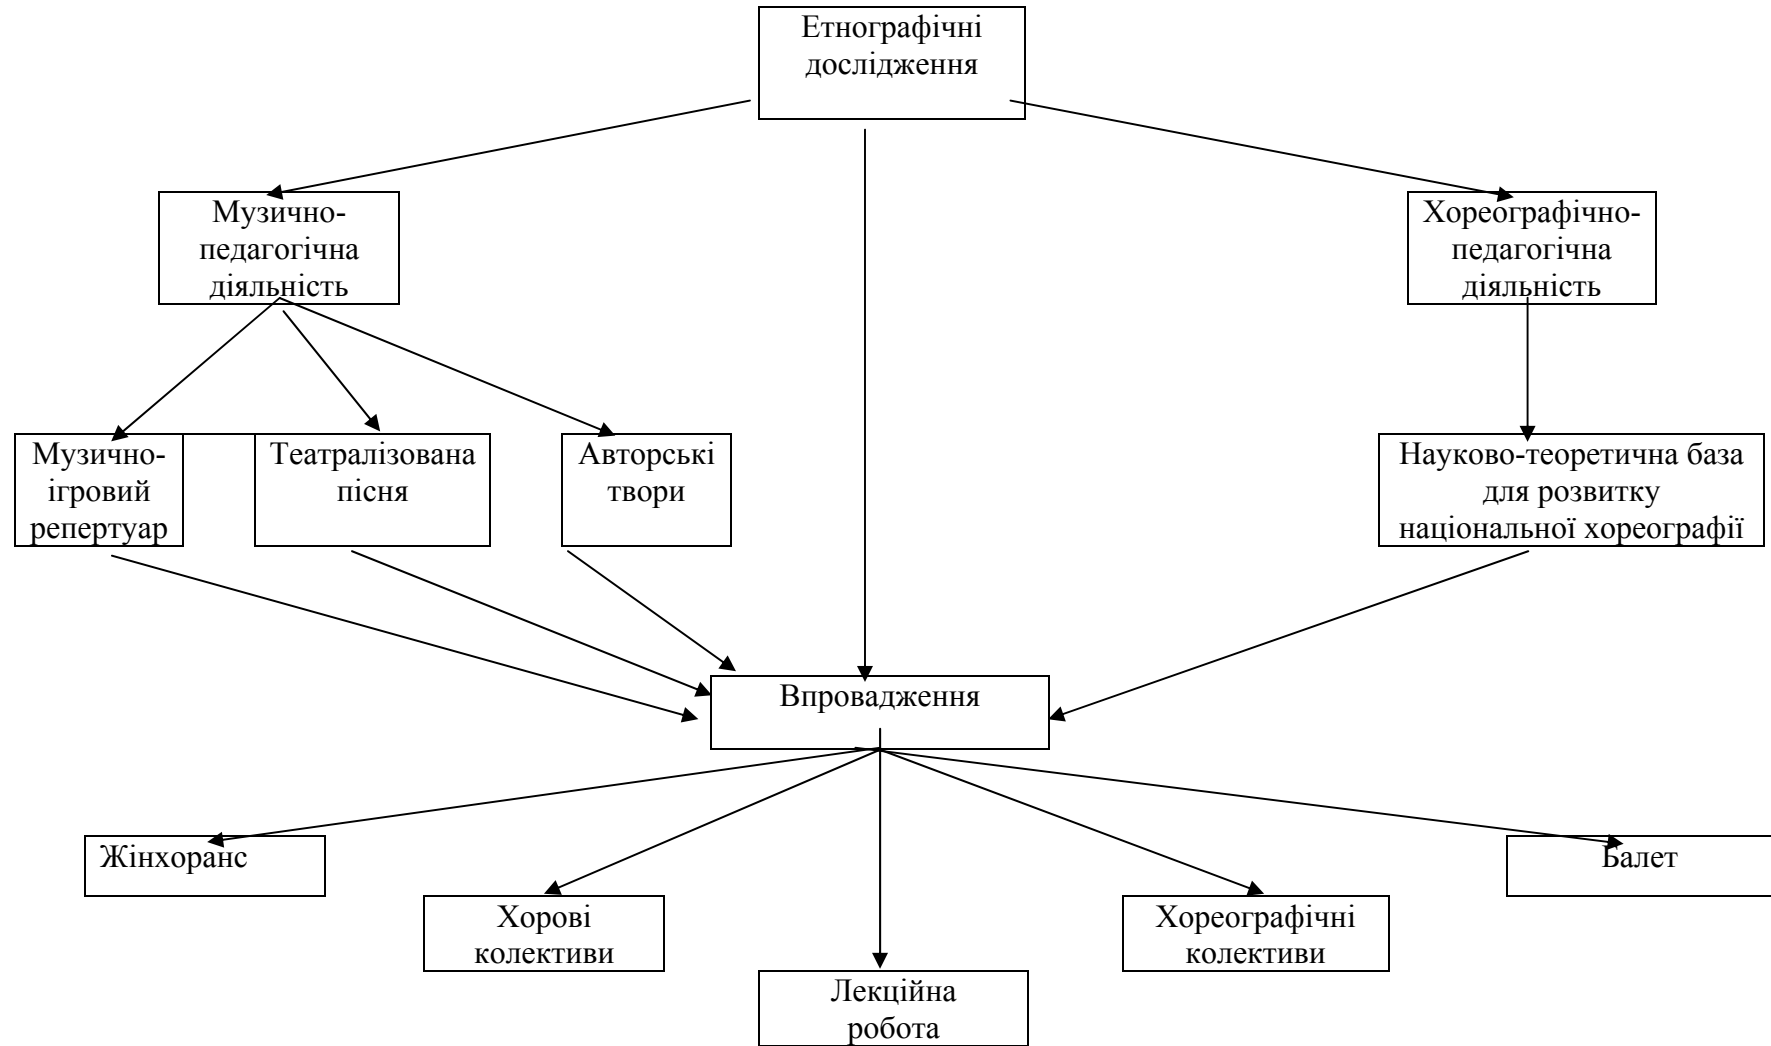 Етнографічні
дослідження
Музично-
педагогічна
діяльність
Хореографічно-
педагогічна
діяльність
Музично-
ігровий
репертуар
Театралізована
пісня
Авторські
твори
Науково-теоретична база
для розвитку
національної хореографії
Впровадження
Жінхоранс
Балет
Хорові
колективи
Хореографічні
колективи
Лекційна
робота